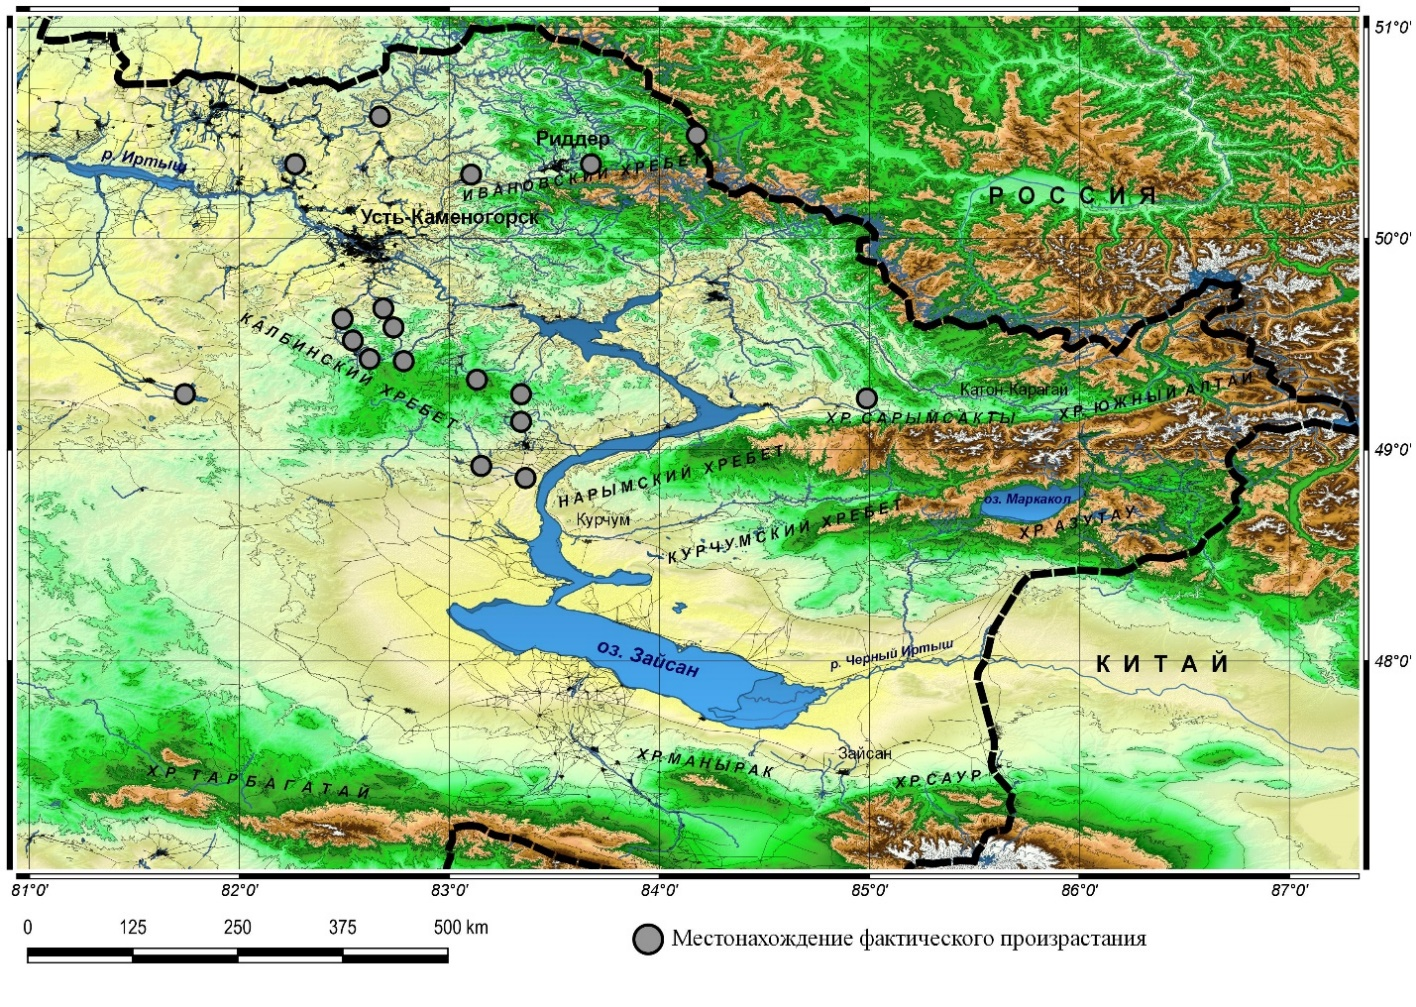 51°0'
Риддер
р. Иртыш
ИВАНОВСКИЙ ХРЕБЕТ
РОССИЯ
Усть-Каменогорск
50°0'
КАЛБИНСКИЙ ХРЕБЕТ
Катон-Карагай
ХР. ЮЖНЫЙ АЛТАЙ
ХР. САРЫМСАКТЫ
49°0'
НАРЫМСКИЙ ХРЕБЕТ
оз. Маркакол
Курчум
КУРЧУМСКИЙ ХРЕБЕТ
ХР. АЗУТАУ
оз. Зайсан
р. Черный Иртыш
КИТАЙ
48°0'
ХР. МАНЫРАК
Зайсан
ХР. САУР
ХР. ТАРБАГАТАЙ
81°0' 82°0' 83°0' 84°0' 85°0' 86°0' 87°0'
0 125 250 375 500 km
Местонахождение фактического произрастания